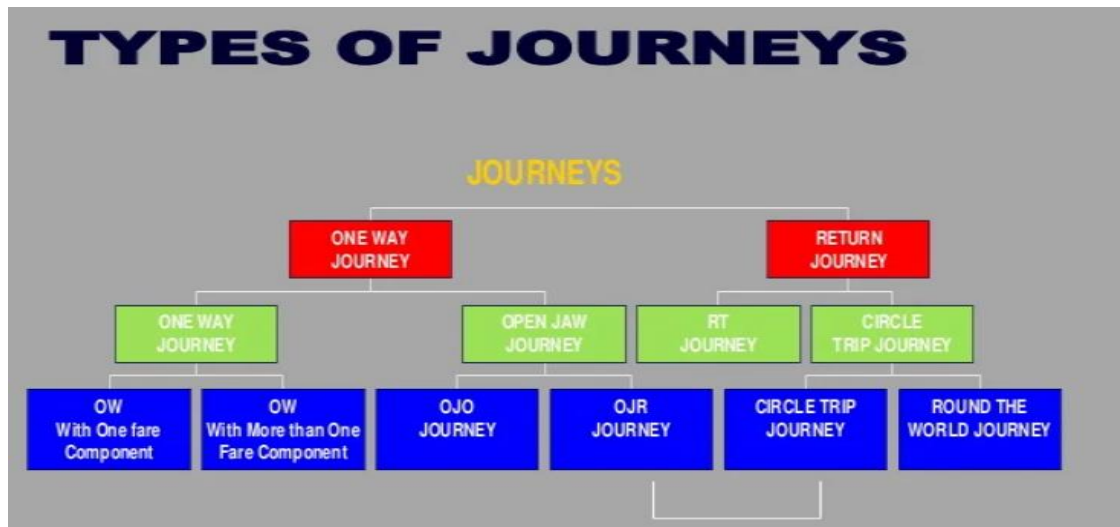 TYPES OF JOURNEYS
JOURNEYS
ONE WAY
JOURNEY
RETURN
JOURNEY
ONE WAY
JOURNEY
OPEN JAW
JOURNEY
RT
JOURNEY
CIRCLE
TRIP JOURNEY
OW
With One fare
Component
OW
With More than One
Fare Component
OJO
JOURNEY
OJR
JOURNEY
CIRCLE TRIP
JOURNEY
ROUND THE
WORLD JOURNEY